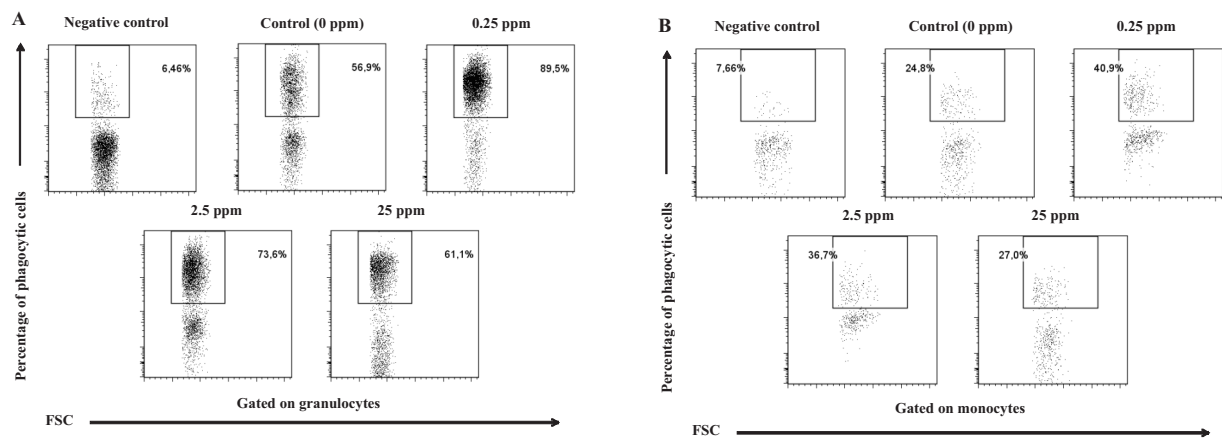 A
Negative control
Control (0 ppm)
0.25 ppm
6,46%
56,9%
89,5%
2.5 ppm
25 ppm
73,6%
61,1%
Percentage of phagocytic cells
Gated on granulocytes
FSC
B
Negative control
Control (0 ppm)
0.25 ppm
7,66%
24,8%
40,9%
2.5 ppm
25 ppm
36,7%
27,0%
Percentage of phagocytic cells
Gated on monocytes
FSC